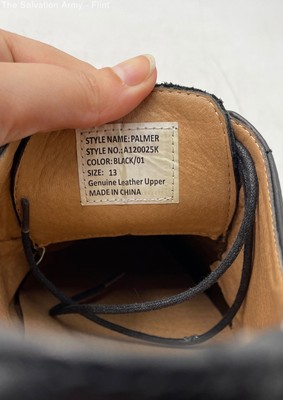 The Salvation Army - Flint
STYLE NAME: PALMER
STYLE NO.: A120025K
COLOR: BLACK/01
SIZE: 13
Genuine Leather Upper
MADE IN CHINA